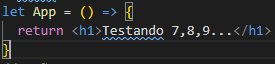 let App = () => {
return <h1>Testando 7,8,9...</h1>
}